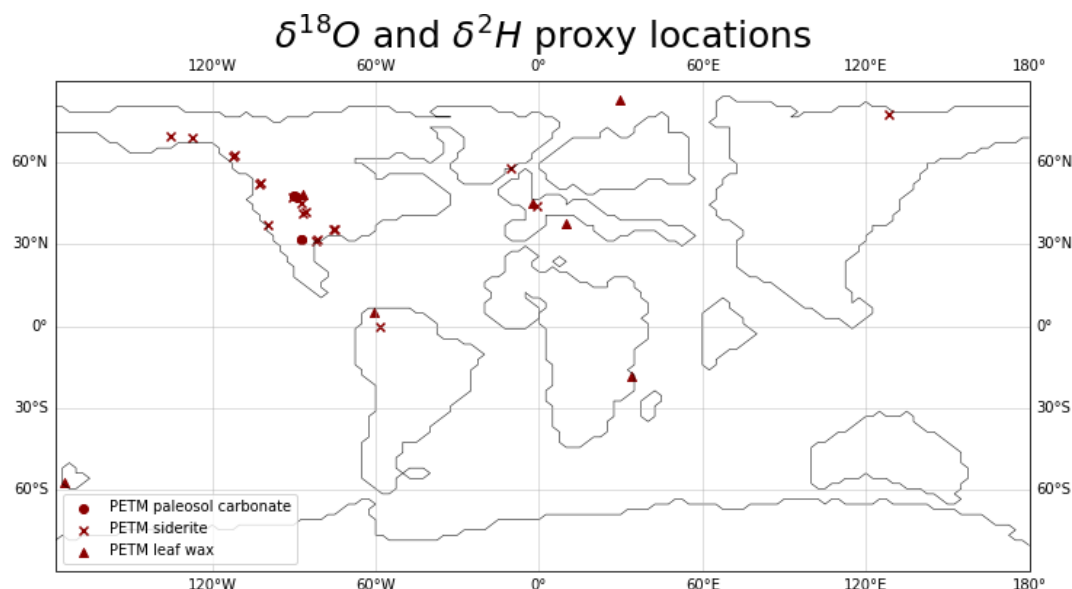 δ¹⁸O and δ²H proxy locations
120°W 60°W 0° 60°E 120°E 180°
60°N 60°N
30°N 30°N
0° 0°
30°S 30°S
60°S 60°S
PETM paleosol carbonate
PETM siderite
PETM leaf wax
120°W 60°W 0° 60°E 120°E 180°